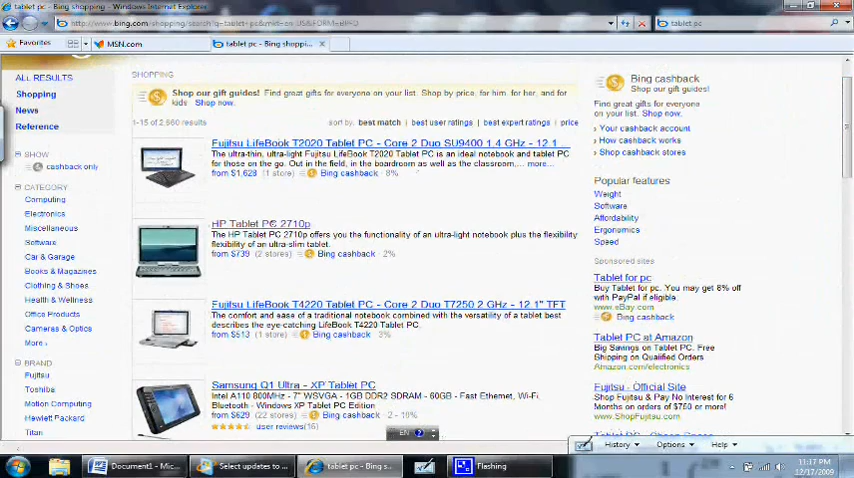 tablet pc - Bing shopping - Windows Internet Explorer
tablet pc
Favorites
MSN.com
tablet pc - Bing shoppi...
ALL RESULTS
Shopping
News
Reference
SHOW
cashback only
CATEGORY
Computing
Electronics
Miscellaneous
Software
Car & Garage
Books & Magazines
Clothing & Shoes
Health & Wellness
Office Products
Cameras & Optics
More ›
BRAND
Fujitsu
Toshiba
Motion Computing
Hewlett Packard
Titan
SHOPPING
Shop our gift guides! Find great gifts for everyone on your list. Shop by price, for him, for her, and for
kids Shop now.
1-15 of 2,660 results
sort by: best match | best user ratings | best expert ratings | price
Fujitsu LifeBook T2020 Tablet PC - Core 2 Duo SU9400 1.4 GHz - 12.1 ...
The ultra-thin, ultra-light Fujitsu LifeBook T2020 Tablet PC is an ideal notebook and tablet PC
for those on the go. Out in the field, in the boardroom as well as the classroom,... more...
from $1,628 (1 store) Bing cashback · 8%
HP Tablet PC 2710p
The HP Tablet PC 2710p offers you the functionality of an ultra-light notebook plus the flexibility
flexibility of an ultra-slim tablet.
from $739 (2 stores) Bing cashback · 2%
Fujitsu LifeBook T4220 Tablet PC - Core 2 Duo T7250 2 GHz - 12.1" TFT
The comfort and ease of a traditional notebook combined with the versatility of a tablet best
describes the eye-catching LifeBook T4220 Tablet PC.
from $513 (1 store) Bing cashback · 3%
Samsung Q1 Ultra - XP Tablet PC
Intel A110 800MHz - 7" WSVGA - 1GB DDR2 SDRAM - 60GB - Fast Ethernet, Wi-Fi,
Bluetooth - Windows XP Tablet PC Edition
from $629 (22 stores) Bing cashback · 2 - 18%
user reviews (16)
Bing cashback
Shop our gift guides!
Find great gifts for everyone
on your list. Shop now.
› Your cashback account
› How cashback works
› Shop cashback stores
Popular features
Weight
Software
Affordability
Ergonomics
Speed
Sponsored sites
Tablet for pc
Buy Tablet for pc. You may get 8% off
with PayPal if eligible
www.eBay.com
Bing cashback
Tablet PC at Amazon
Big Savings on Tablet PC. Free
Shipping on Qualified Orders
Amazon.com/electronics
Fujitsu - Official Site
Shop Fujitsu & Pay No Interest for 6
Months on orders of $750 or more!
www.ShopFujitsu.com
EN
History
Options
Help
Document1 - Mic...
Select updates to ...
tablet pc - Bing s...
Flashing
11:17 PM
12/17/2009